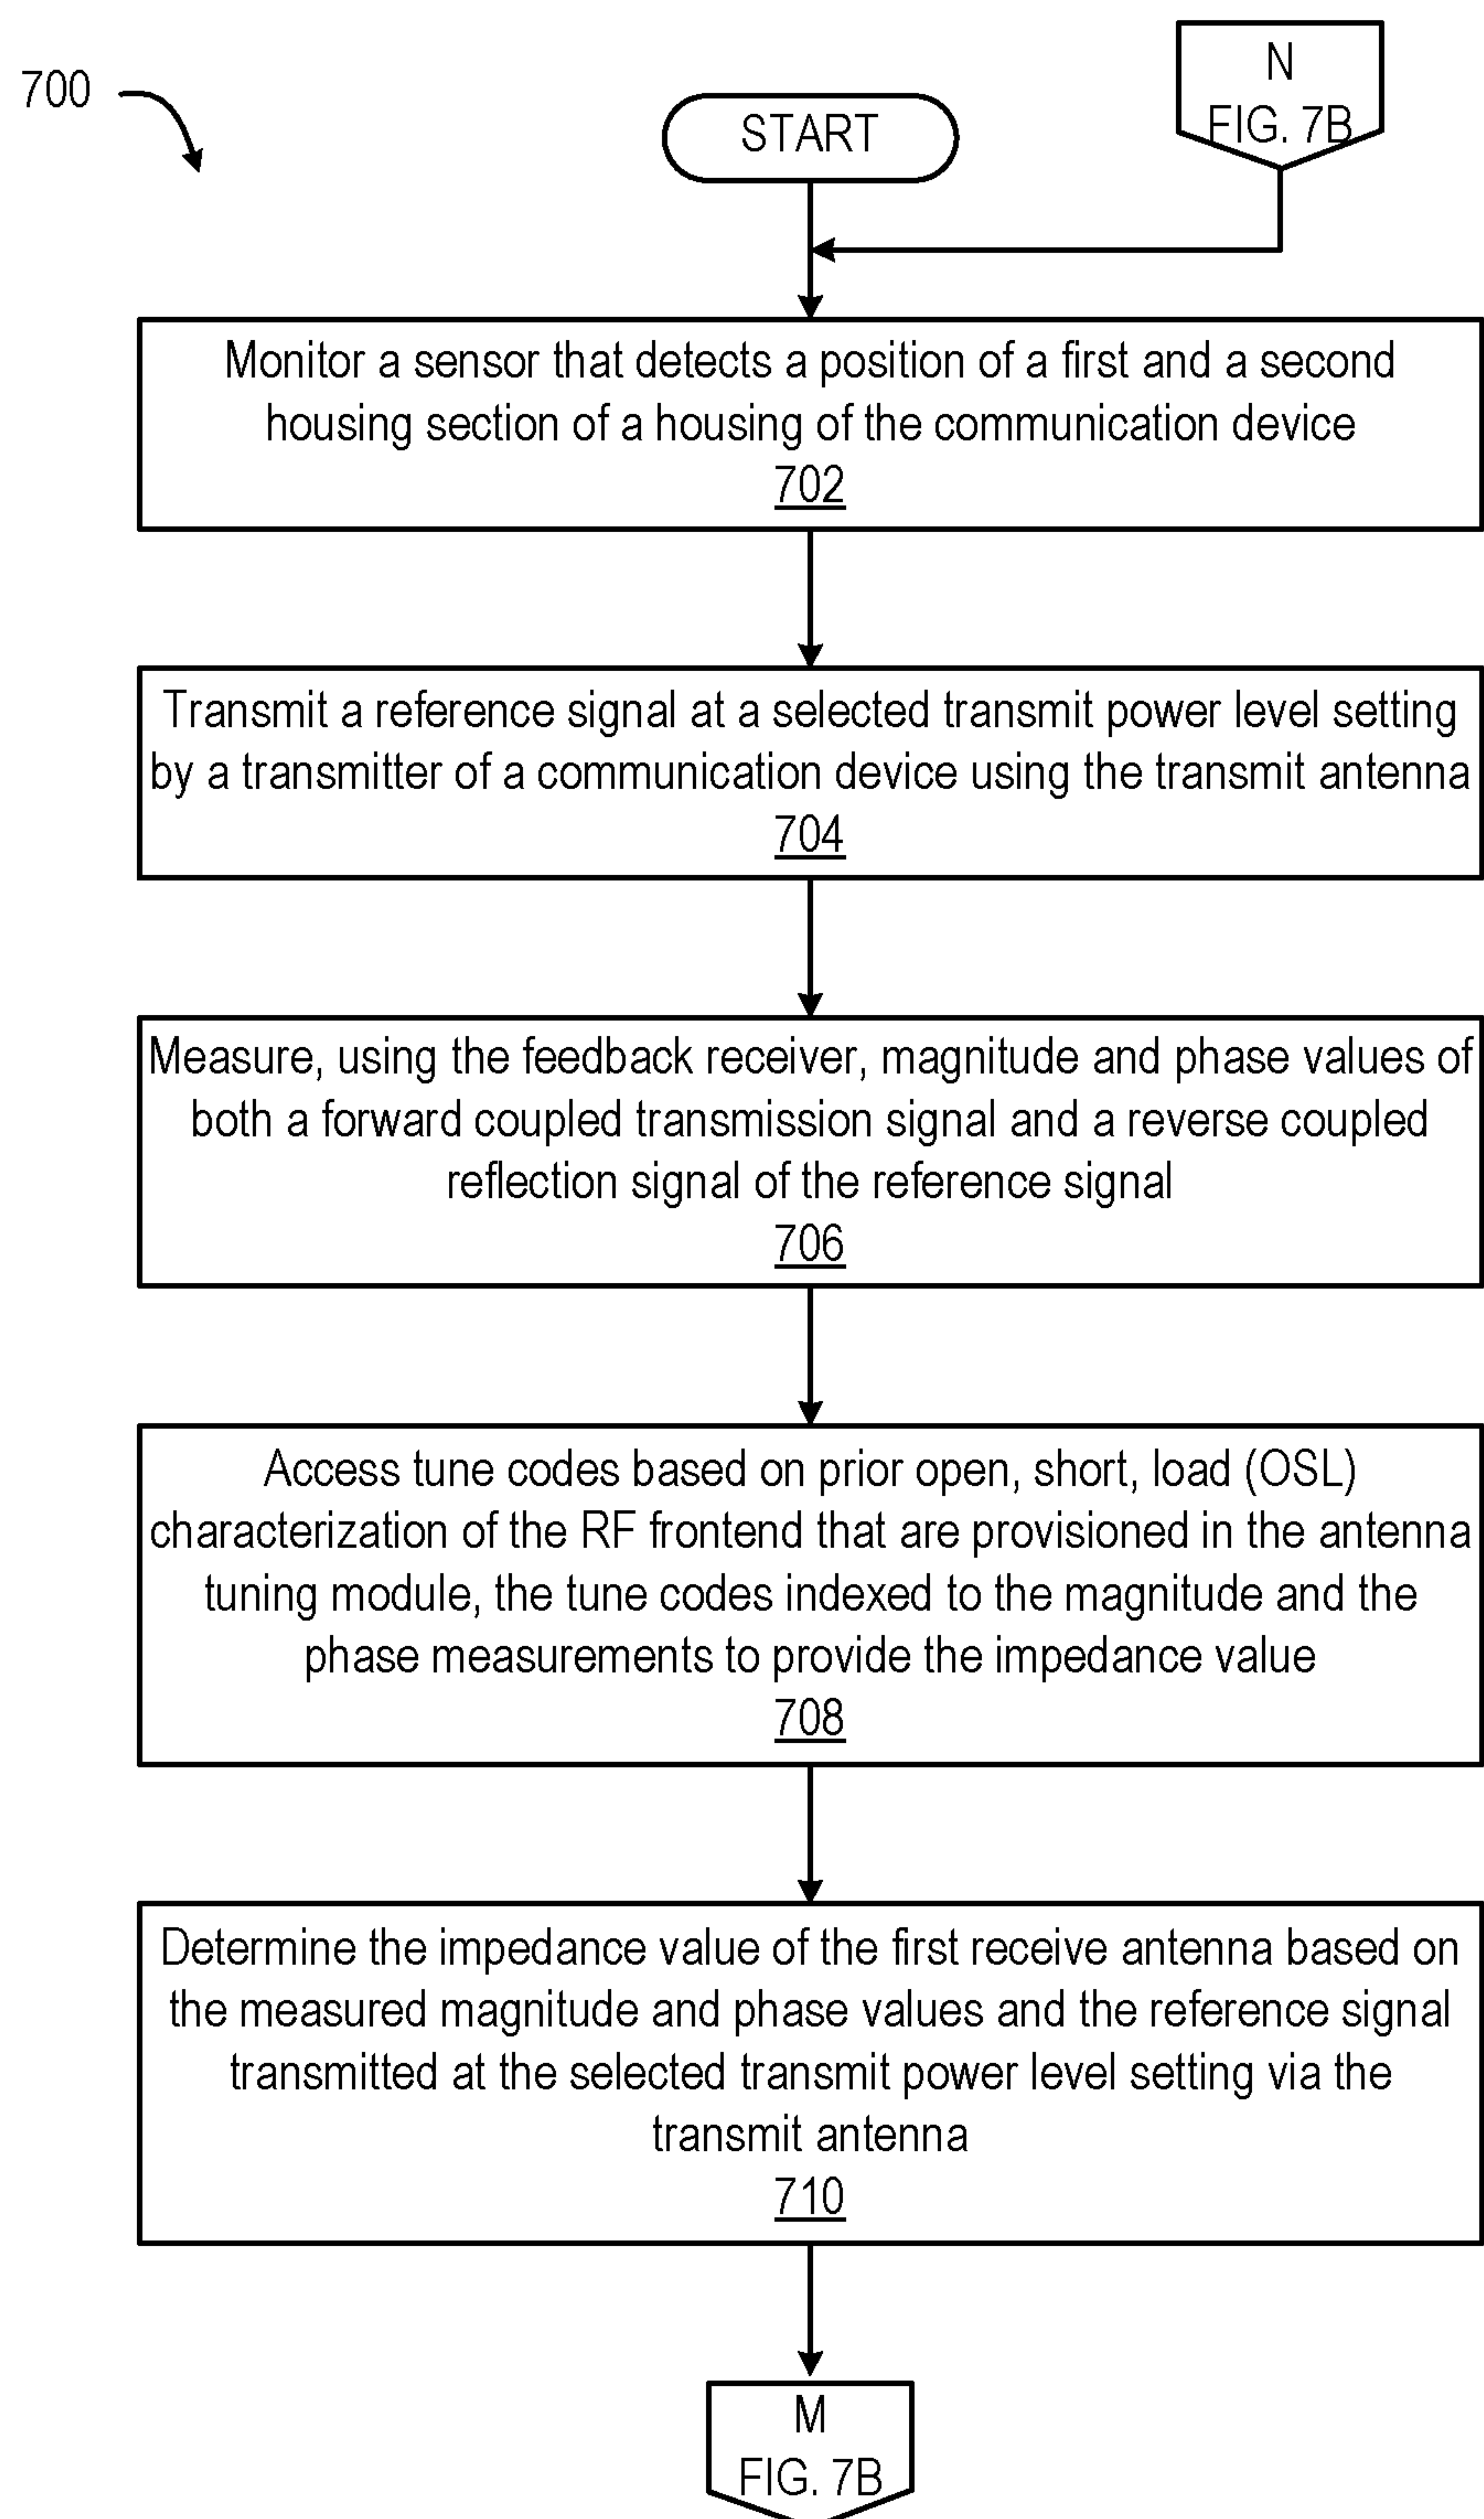 700
START
N
FIG. 7B
Monitor a sensor that detects a position of a first and a second
housing section of a housing of the communication device
702
Transmit a reference signal at a selected transmit power level setting
by a transmitter of a communication device using the transmit antenna
704
Measure, using the feedback receiver, magnitude and phase values of
both a forward coupled transmission signal and a reverse coupled
reflection signal of the reference signal
706
Access tune codes based on prior open, short, load (OSL)
characterization of the RF frontend that are provisioned in the antenna
tuning module, the tune codes indexed to the magnitude and the
phase measurements to provide the impedance value
708
Determine the impedance value of the first receive antenna based on
the measured magnitude and phase values and the reference signal
transmitted at the selected transmit power level setting via the
transmit antenna
710
M
FIG. 7B